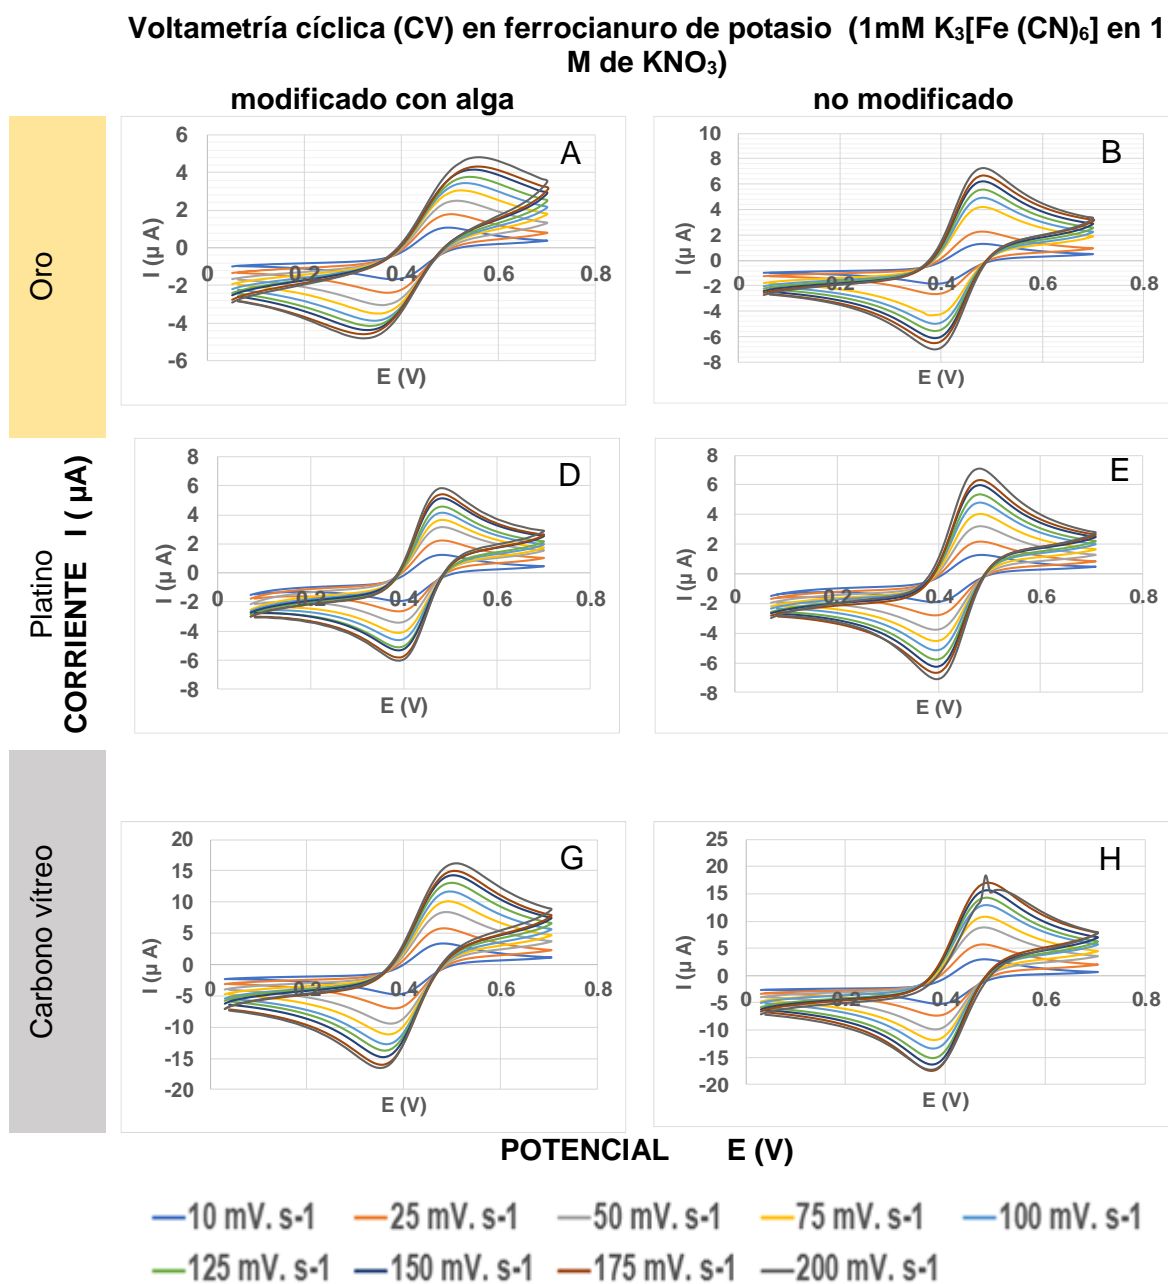 Voltametría cíclica (CV) en ferrocianuro de potasio (1mM K₃[Fe (CN)₆] en 1
M de KNO₃)
modificado con alga
no modificado
Oro
A
6
4
2
0
-2
-4
-6
0
0.2
0.4
0.6
0.8
I (µ A)
E (V)
B
10
8
6
4
2
0
-2
-4
-6
-8
0
0.2
0.4
0.6
0.8
I (µ A)
E (V)
Platino
CORRIENTE I ( µA)
D
8
6
4
2
0
-2
-4
-6
-8
0
0.2
0.4
0.6
0.8
I (µ A)
E (V)
E
8
6
4
2
0
-2
-4
-6
-8
0
0.2
0.4
0.6
0.8
I (µ A)
E (V)
Carbono vítreo
G
20
15
10
5
0
-5
-10
-15
-20
0
0.2
0.4
0.6
0.8
I (µ A)
E (V)
H
25
20
15
10
5
0
-5
-10
-15
-20
0
0.2
0.4
0.6
0.8
I (µ A)
E (V)
POTENCIAL E (V)
10 mV. s-1 25 mV. s-1 50 mV. s-1 75 mV. s-1 100 mV. s-1
125 mV. s-1 150 mV. s-1 175 mV. s-1 200 mV. s-1